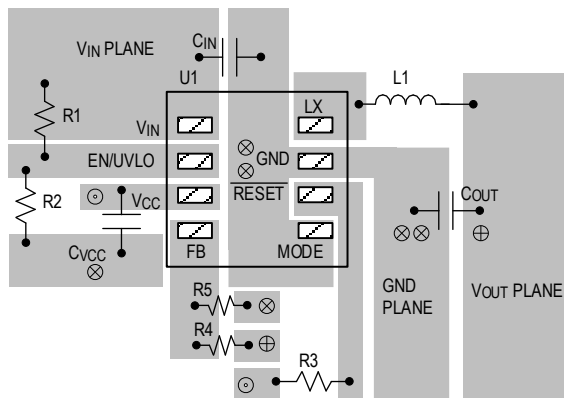 VIN PLANE
CIN
U1
L1
R1
VIN
LX
EN/UVLO
GND
R2
VCC
RESET
COUT
CVCC
FB
MODE
GND
PLANE
VOUT PLANE
R5
R4
R3